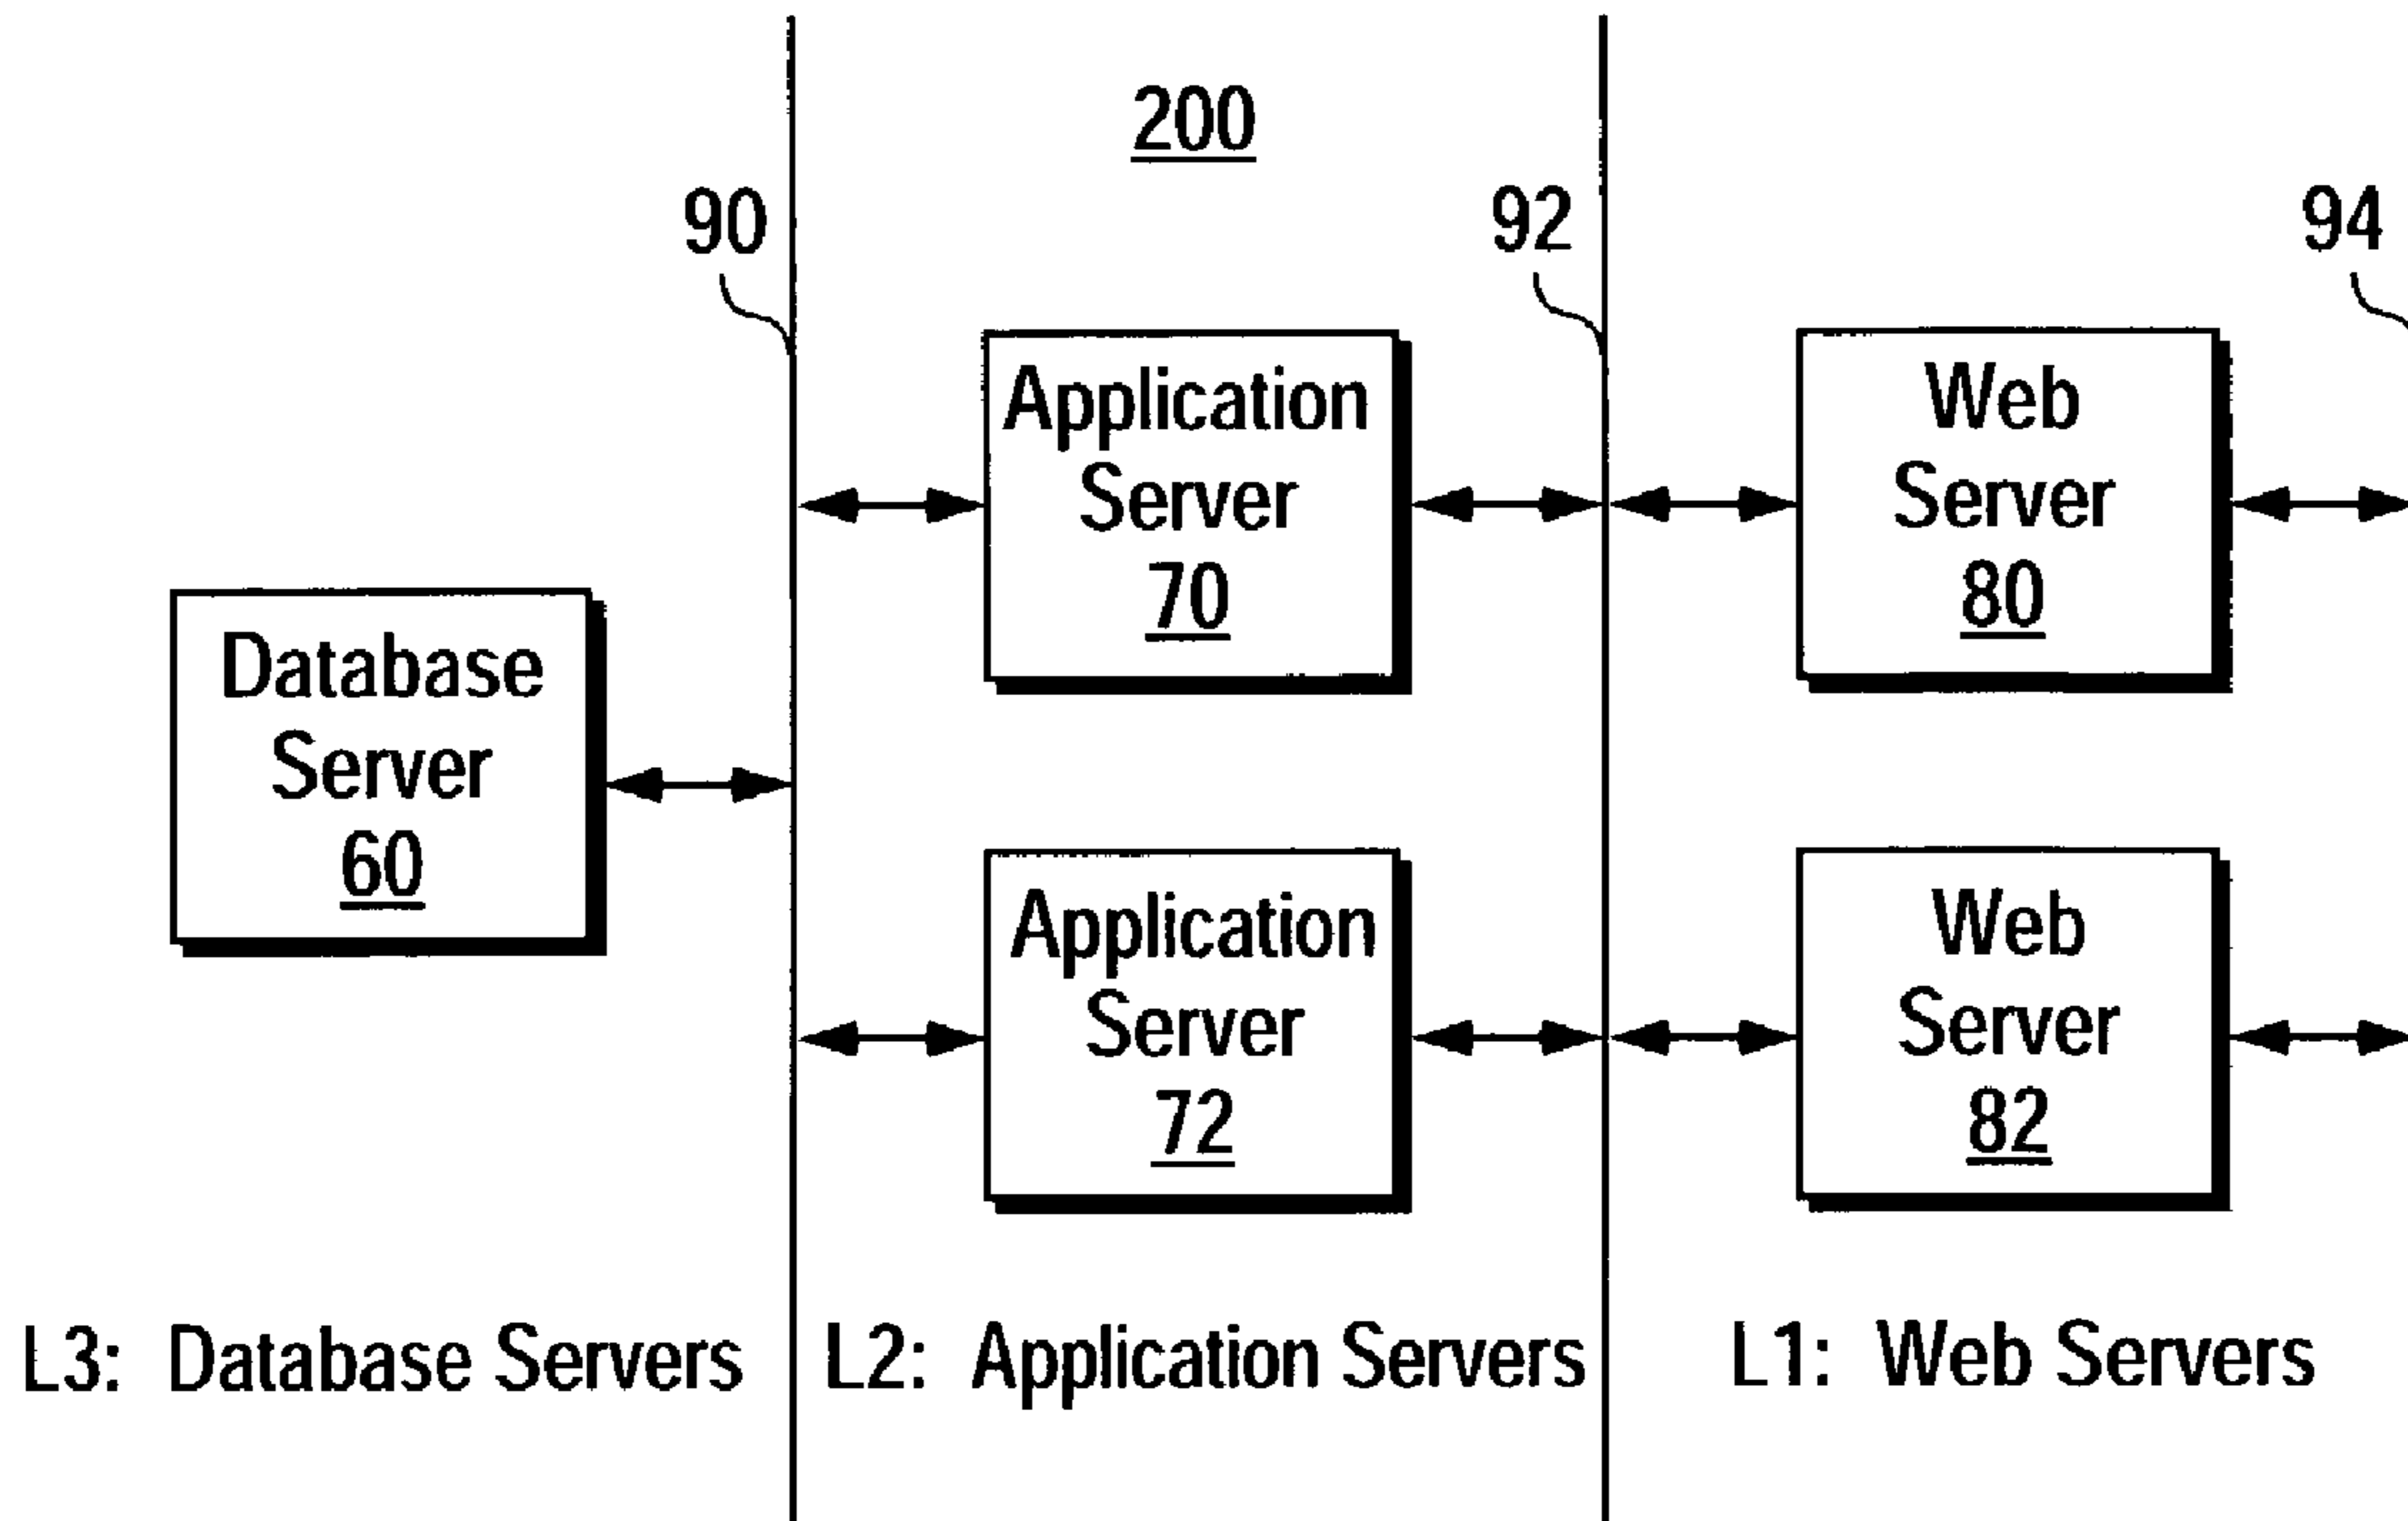 200
90
92
94
Application
Server
70
Web
Server
80
Database
Server
60
Application
Server
72
Web
Server
82
L3: Database Servers
L2: Application Servers
L1: Web Servers